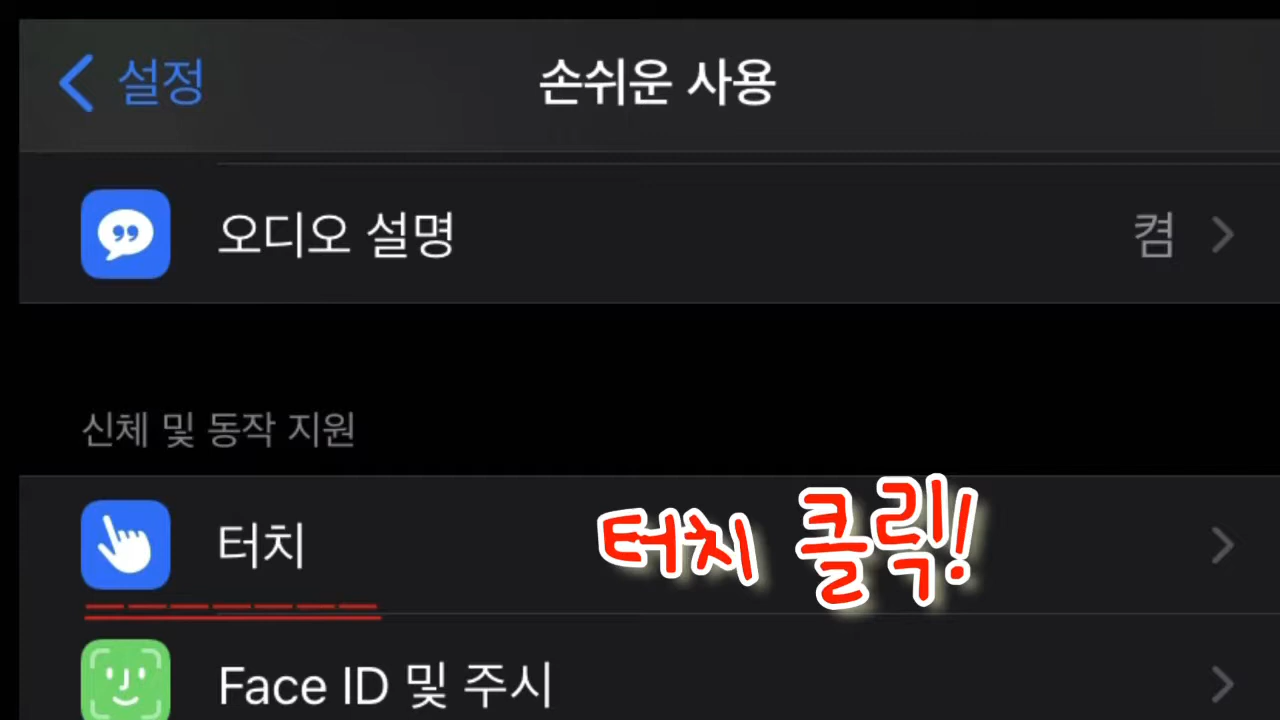 설정
손쉬운 사용
오디오 설명
켬
신체 및 동작 지원
터치
터치 클릭!
Face ID 및 주시